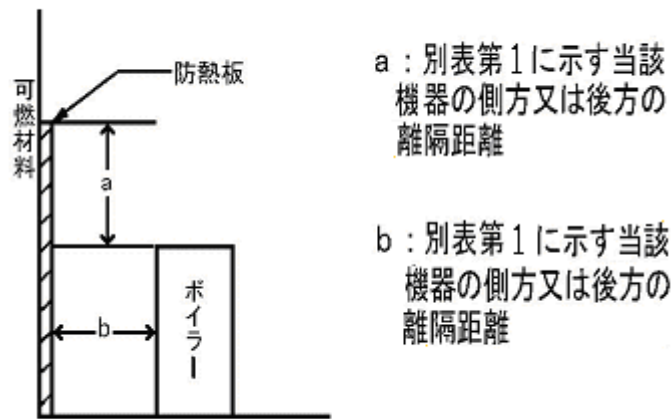 防熱板
可燃材料
a
b
ボイラー
a：別表第１に示す当該
機器の側方又は後方の
離隔距離
b：別表第１に示す当該
機器の側方又は後方の
離隔距離